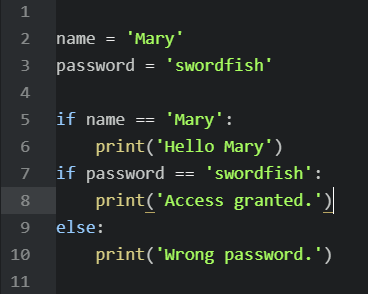 1
2 name = 'Mary'
3 password = 'swordfish'
4
5 if name == 'Mary':
6     print('Hello Mary')
7 if password == 'swordfish':
8     print('Access granted.')
9 else:
10     print('Wrong password.')
11